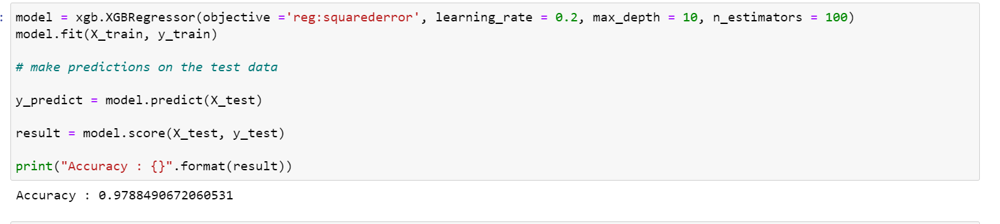 : model = xgb.XGBRegressor(objective ='reg:squarederror', learning_rate = 0.2, max_depth = 10, n_estimators = 100)
model.fit(X_train, y_train)
# make predictions on the test data
y_predict = model.predict(X_test)
result = model.score(X_test, y_test)
print("Accuracy : {}".format(result))
Accuracy : 0.9788490672060531